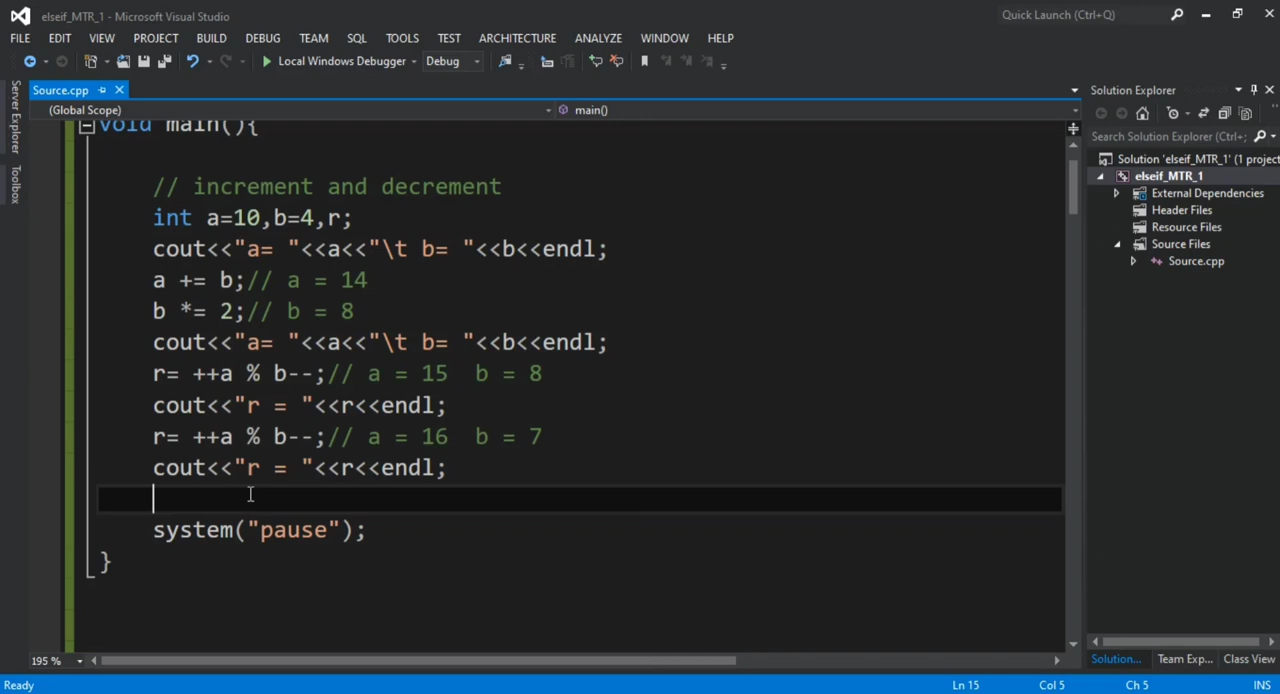 elseif_MTR_1 - Microsoft Visual Studio
Quick Launch (Ctrl+Q)
FILE EDIT VIEW PROJECT BUILD DEBUG TEAM SQL TOOLS TEST ARCHITECTURE ANALYZE WINDOW HELP
Local Windows Debugger Debug
Source.cpp
(Global Scope) main()
Server Explorer
Toolbox
void main(){
// increment and decrement
int a=10,b=4,r;
cout<<"a= "<<a<<"\t b= "<<b<<endl;
a += b;// a = 14
b *= 2;// b = 8
cout<<"a= "<<a<<"\t b= "<<b<<endl;
r= ++a % b--;// a = 15  b = 8
cout<<"r = "<<r<<endl;
r= ++a % b--;// a = 16  b = 7
cout<<"r = "<<r<<endl;
system("pause");
}
Solution Explorer
Search Solution Explorer (Ctrl+;
Solution 'elseif_MTR_1' (1 project
elseif_MTR_1
External Dependencies
Header Files
Resource Files
Source Files
Source.cpp
195 %
Solution... Team Exp... Class View
Ready Ln 15 Col 5 Ch 5 INS